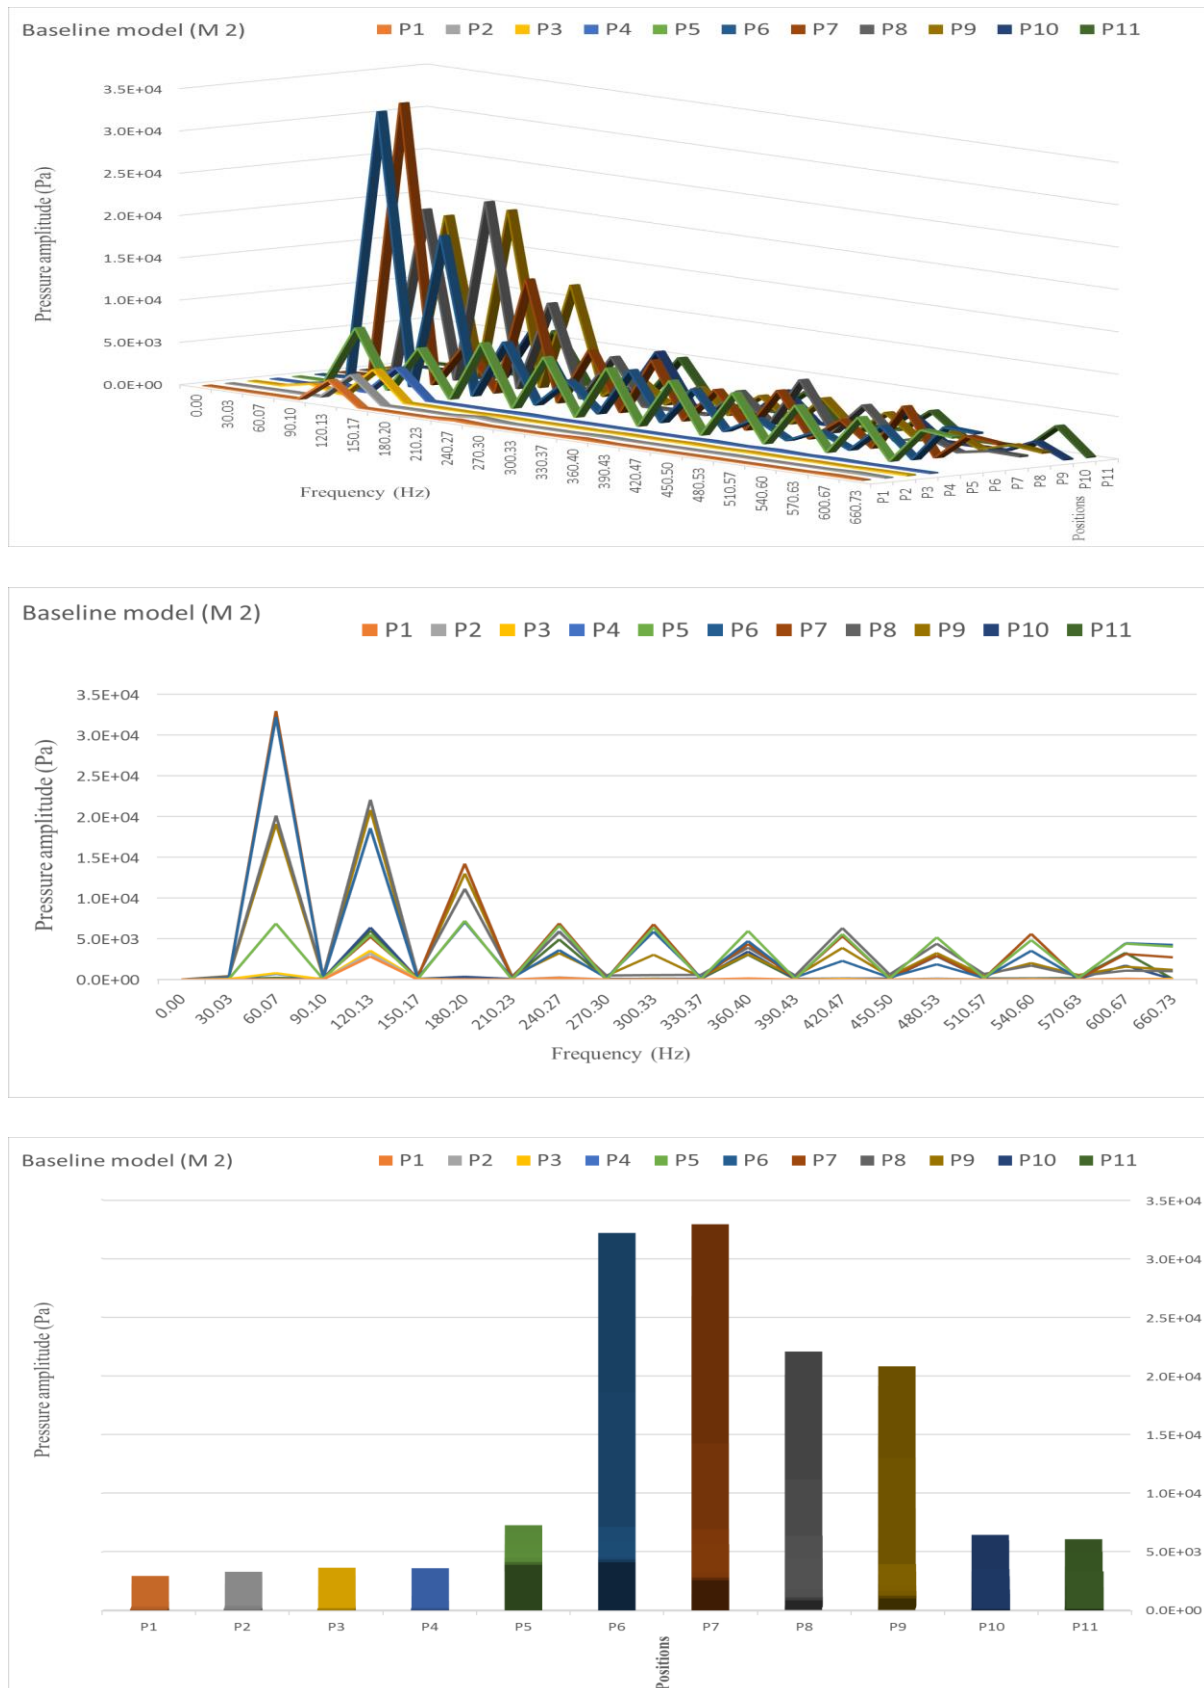 Baseline model (M 2)
P1 P2 P3 P4 P5 P6 P7 P8 P9 P10 P11
3.5E+04
3.0E+04
2.5E+04
2.0E+04
1.5E+04
1.0E+04
5.0E+03
0.0E+00
Pressure amplitude (Pa)
0.00 30.03 60.07 90.10 120.13 150.17 180.20 210.23 240.27 270.30 300.33 330.37 360.40 390.43 420.47 450.50 480.53 510.57 540.60 570.63 600.67 660.73
Frequency (Hz)
P1 P2 P3 P4 P5 P6 P7 P8 P9 P10 P11
Positions
Baseline model (M 2)
P1 P2 P3 P4 P5 P6 P7 P8 P9 P10 P11
3.5E+04
3.0E+04
2.5E+04
2.0E+04
1.5E+04
1.0E+04
5.0E+03
0.0E+00
Pressure amplitude (Pa)
0.00 30.03 60.07 90.10 120.13 150.17 180.20 210.23 240.27 270.30 300.33 330.37 360.40 390.43 420.47 450.50 480.53 510.57 540.60 570.63 600.67 660.73
Frequency (Hz)
Baseline model (M 2)
P1 P2 P3 P4 P5 P6 P7 P8 P9 P10 P11
Pressure amplitude (Pa)
3.5E+04
3.0E+04
2.5E+04
2.0E+04
1.5E+04
1.0E+04
5.0E+03
0.0E+00
P1 P2 P3 P4 P5 P6 P7 P8 P9 P10 P11
Positions